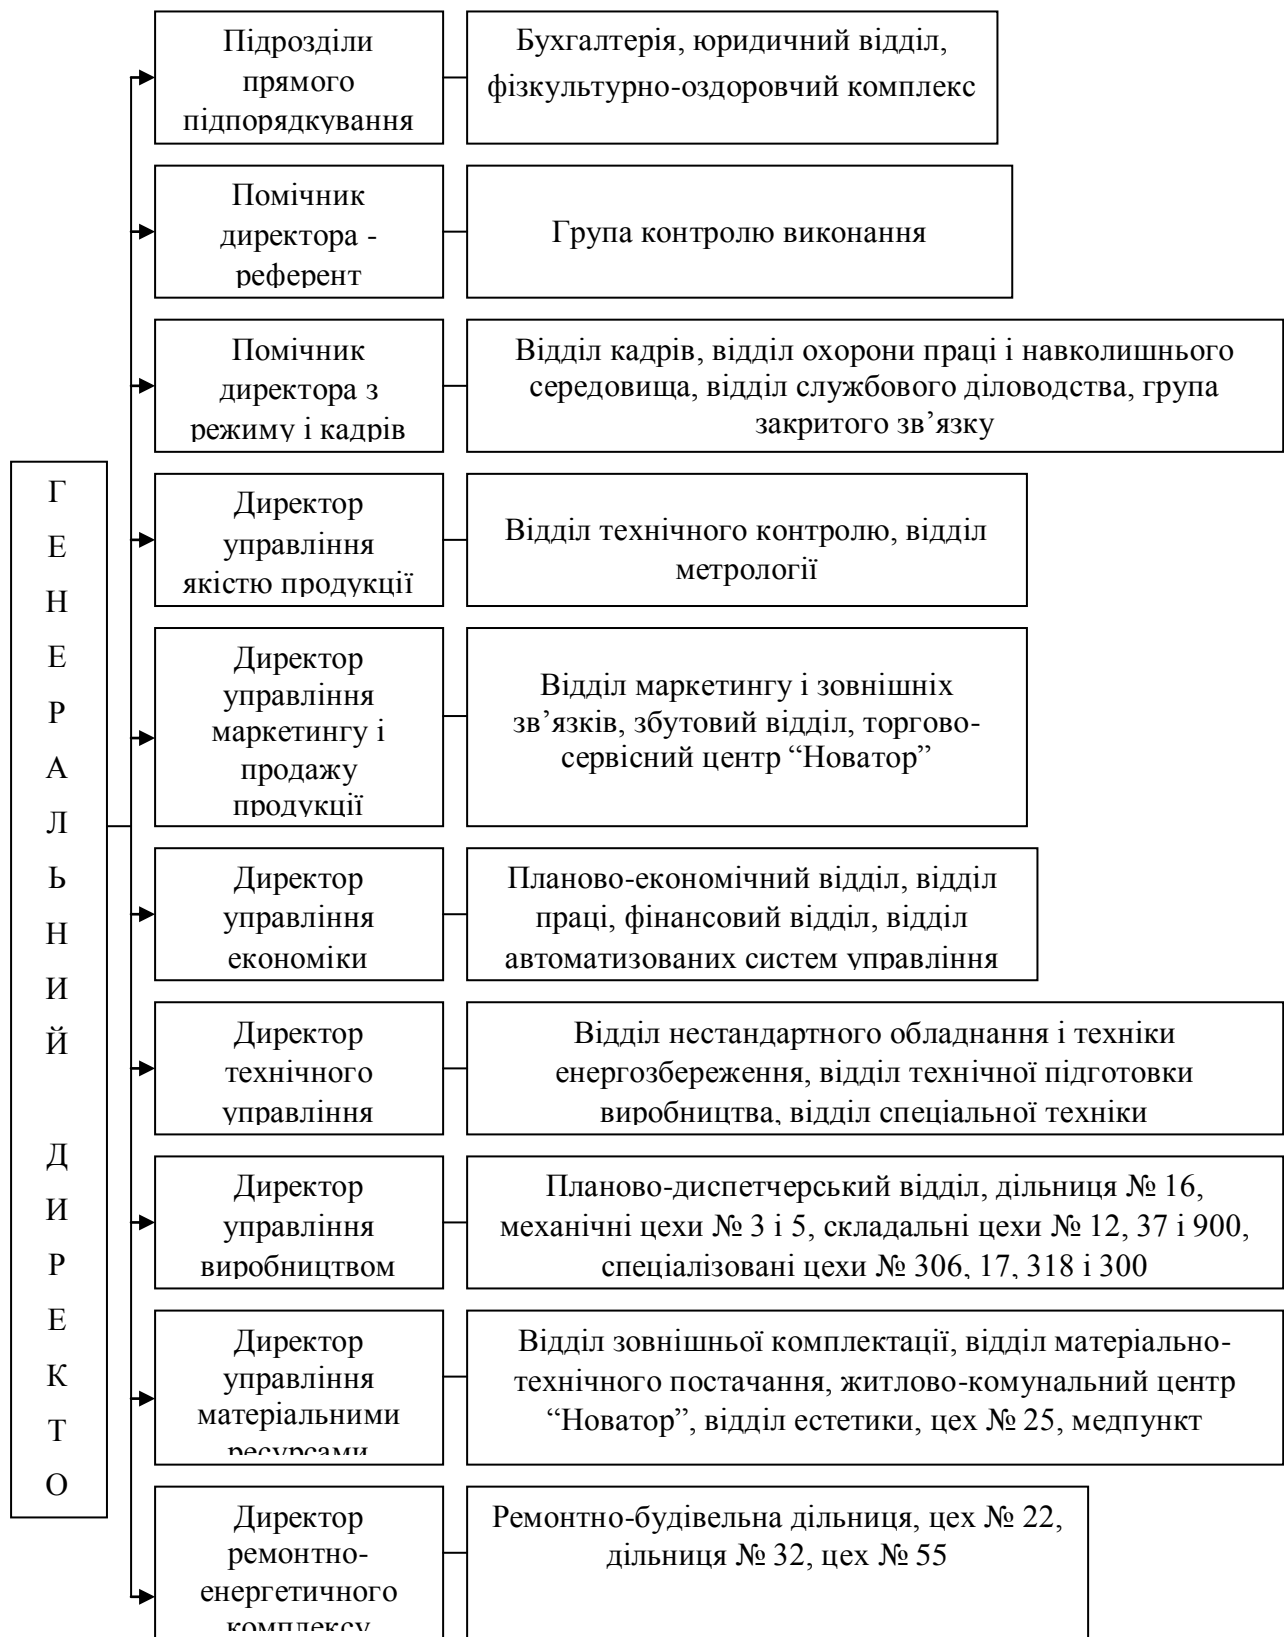 Підрозділи
прямого
підпорядкування
Бухгалтерія, юридичний відділ,
фізкультурно-оздоровчий комплекс
Помічник
директора -
референт
Група контролю виконання
Помічник
директора з
режиму і кадрів
Відділ кадрів, відділ охорони праці і навколишнього
середовища, відділ службового діловодства, група
закритого зв’язку
Г
Е
Н
Е
Р
А
Л
Ь
Н
И
Й
Д
И
Р
Е
К
Т
О
Директор
управління
якістю продукції
Відділ технічного контролю, відділ
метрології
Директор
управління
маркетингу і
продажу
продукції
Відділ маркетингу і зовнішніх
зв’язків, збутовий відділ, торгово-
сервісний центр “Новатор”
Директор
управління
економіки
Планово-економічний відділ, відділ
праці, фінансовий відділ, відділ
автоматизованих систем управління
Директор
технічного
управління
Відділ нестандартного обладнання і техніки
енергозбереження, відділ технічної підготовки
виробництва, відділ спеціальної техніки
Директор
управління
виробництвом
Планово-диспетчерський відділ, дільниця № 16,
механічні цехи № 3 і 5, складальні цехи № 12, 37 і 900,
спеціалізовані цехи № 306, 17, 318 і 300
Директор
управління
матеріальними
ресурсами
Відділ зовнішньої комплектації, відділ матеріально-
технічного постачання, житлово-комунальний центр
“Новатор”, відділ естетики, цех № 25, медпункт
Директор
ремонтно-
енергетичного
комплексу
Ремонтно-будівельна дільниця, цех № 22,
дільниця № 32, цех № 55